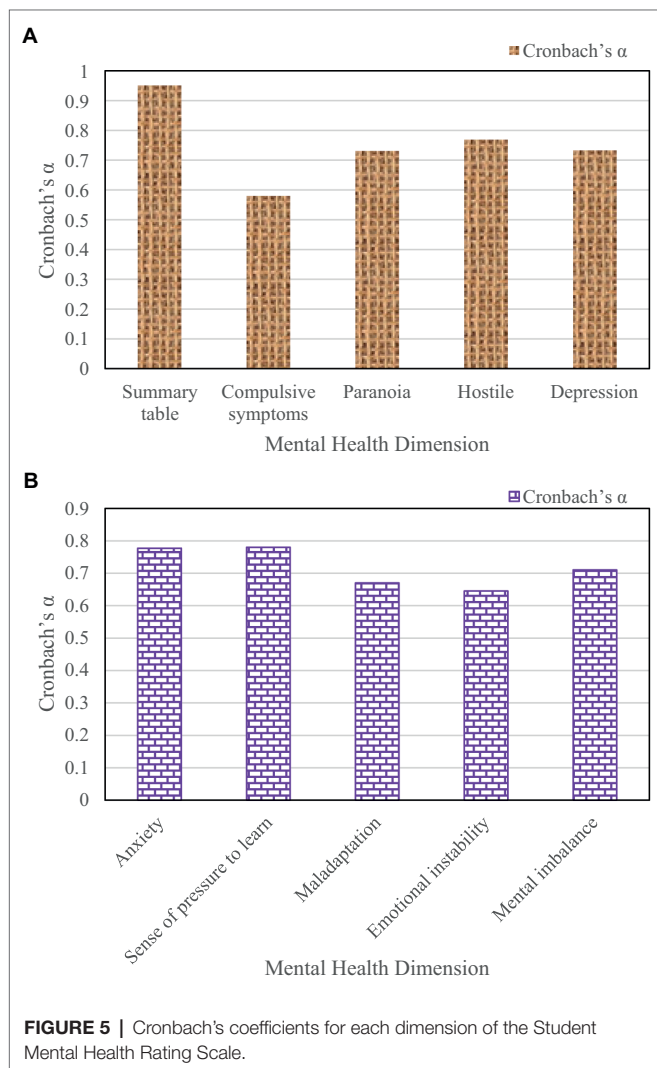 A
Cronbach's α
1
0.9
0.8
0.7
0.6
0.5
0.4
0.3
0.2
0.1
0
Cronbach's α
Summary table
Compulsive symptoms
Paranoia
Hostile
Depression
Mental Health Dimension
B
Cronbach's α
0.9
0.8
0.7
0.6
0.5
0.4
0.3
0.2
0.1
0
Cronbach's α
Anxiety
Sense of pressure to learn
Maladaptation
Emotional instability
Mental imbalance
Mental Health Dimension
FIGURE 5 | Cronbach's coefficients for each dimension of the Student
Mental Health Rating Scale.